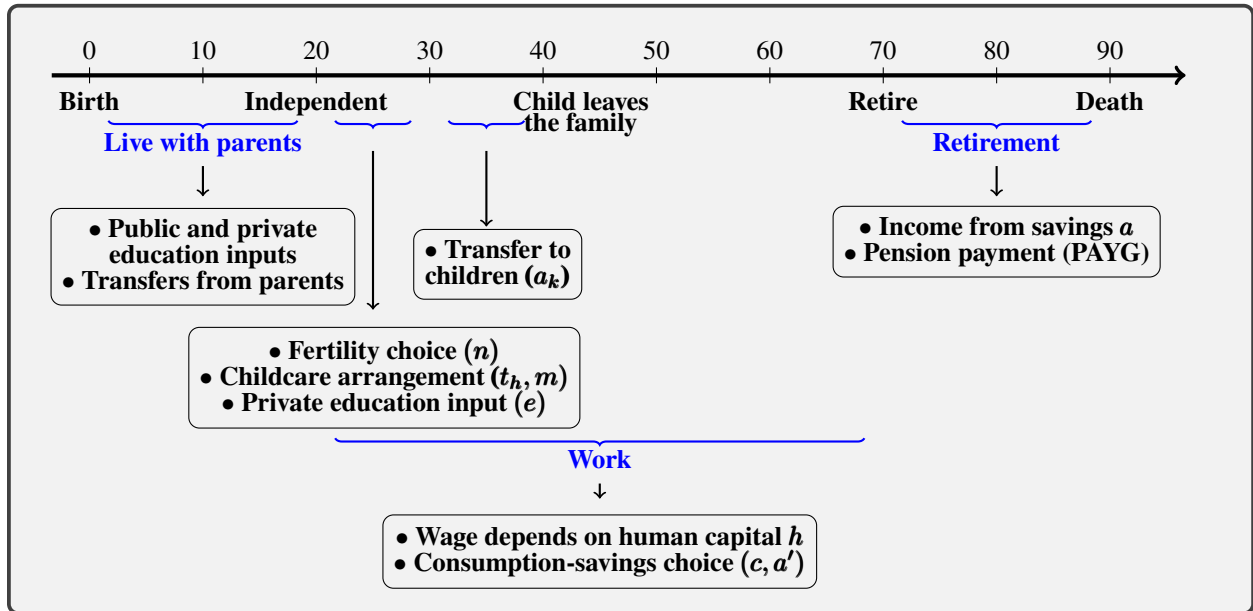 0 10 20 30 40 50 60 70 80 90
Birth Independent Child leaves Retire Death
the family
Live with parents Retirement
• Public and private
education inputs
• Transfers from parents
• Transfer to
children (a_k)
• Income from savings a
• Pension payment (PAYG)
• Fertility choice (n)
• Childcare arrangement (t_h, m)
• Private education input (e)
Work
• Wage depends on human capital h
• Consumption-savings choice (c, a′)